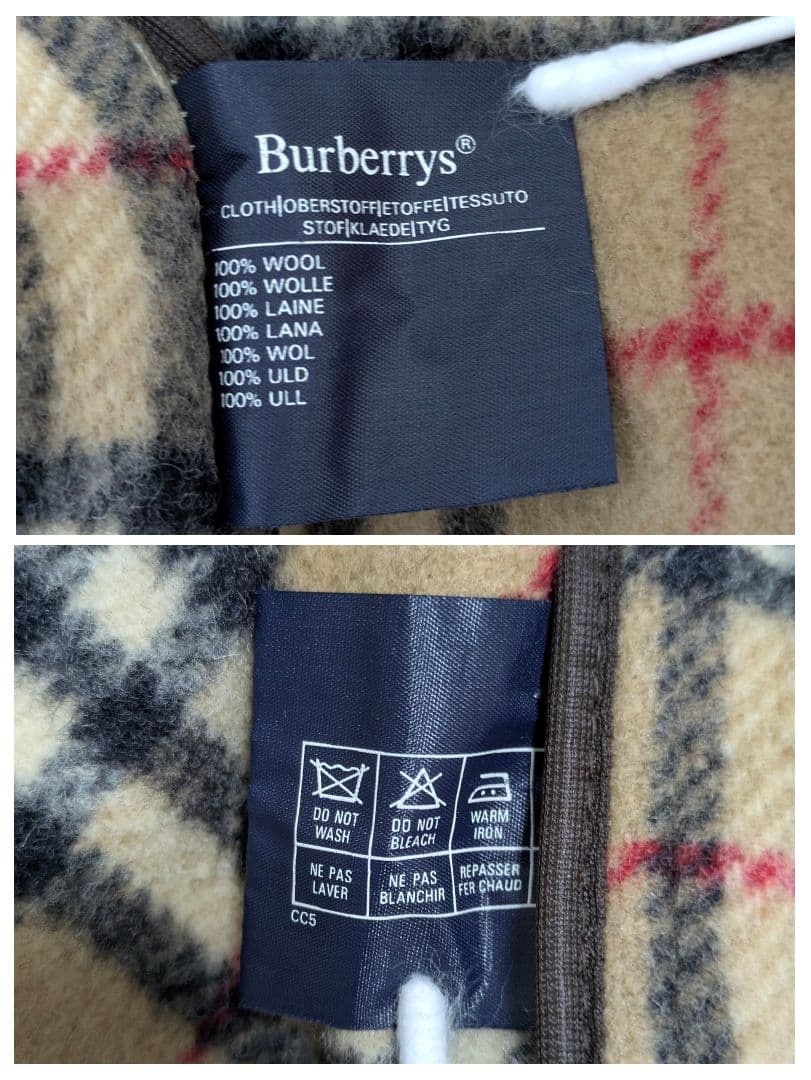 Burberrys®
CLOTH|OBERSTOFF|ETOFFE|TESSUTO
STOF|KLAEDE|TYG
100% WOOL
100% WOLLE
100% LAINE
100% LANA
100% WOL
100% ULD
100% ULL
DO NOT WASH
DO NOT BLEACH
WARM IRON
NE PAS LAVER
NE PAS BLANCHIR
REPASSER FER CHAUD
CC5